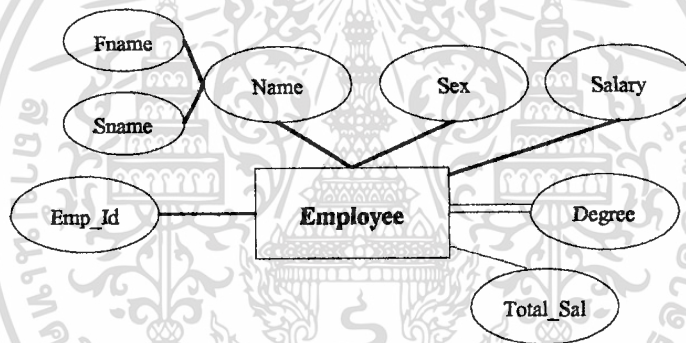 Fname
Name
Sex
Salary
Sname
Emp_Id
Employee
Degree
Total_Sal